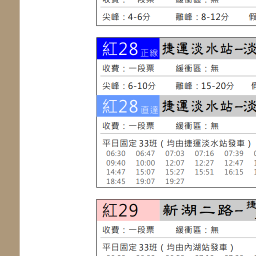 收費：一段票 緩衝區：無
尖峰：4-6分 離峰：8-12分
紅28 正線 捷運淡水站-淡
收費：一段票 緩衝區：無
尖峰：6-10分 離峰：15-20分
紅28 直達 捷運淡水站-淡
收費：一段票 緩衝區：無
平日固定 33班 ( 均由捷運淡水站發車 )
06:30 06:47 07:03 07:16 07:39
09:40 10:00 12:07 12:27 12:47
14:47 15:07 15:27 15:51 16:15
18:45 19:07 19:27
紅29 新湖二路-
收費：一段票 緩衝區：無
平日固定 33班 ( 均由內湖站發車 )